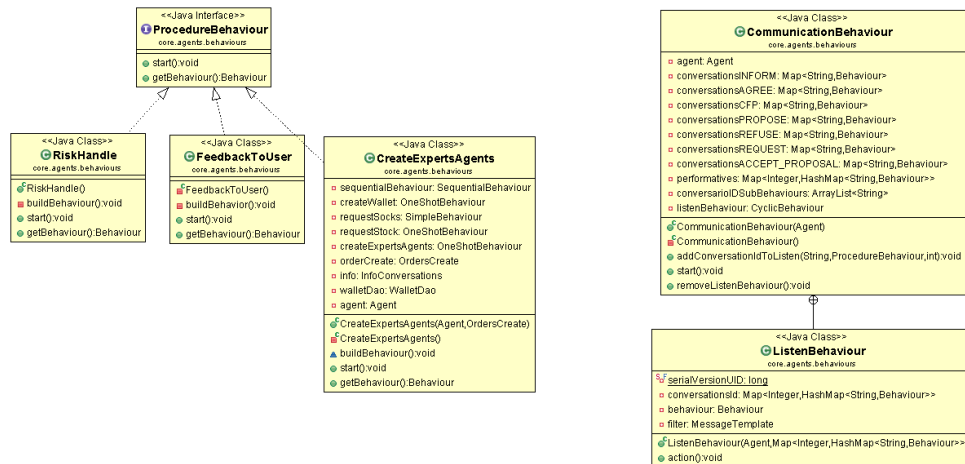 <<Java Interface>>
ProcedureBehaviour
core.agents.behaviours
start():void
getBehaviour():Behaviour
<<Java Class>>
RiskHandle
core.agents.behaviours
RiskHandle()
buildBehaviour():void
start():void
getBehaviour():Behaviour
<<Java Class>>
FeedbackToUser
core.agents.behaviours
FeedbackToUser()
buildBehavior():void
start():void
getBehaviour():Behaviour
<<Java Class>>
CreateExpertsAgents
core.agents.behaviours
sequentialBehaviour: SequentialBehaviour
createWallet: OneShotBehaviour
requestSocks: SimpleBehaviour
requestStock: OneShotBehaviour
createExpertsAgents: OneShotBehaviour
orderCreate: OrdersCreate
info: InfoConversations
walletDao: WalletDao
agent: Agent
CreateExpertsAgents(Agent,OrdersCreate)
CreateExpertsAgents()
buildBehaviour():void
start():void
getBehaviour():Behaviour
<<Java Class>>
CommunicationBehaviour
core.agents.behaviours
agent: Agent
conversationsINFORM: Map<String,Behaviour>
conversationsAGREE: Map<String,Behaviour>
conversationsCFP: Map<String,Behaviour>
conversationsPROPOSE: Map<String,Behaviour>
conversationsREFUSE: Map<String,Behaviour>
conversationsREQUEST: Map<String,Behaviour>
conversationsACCEPT_PROPOSAL: Map<String,Behaviour>
performatives: Map<Integer,HashMap<String,Behaviour>>
conversarioIDSubBehaviours: ArrayList<String>
listenBehaviour: CyclicBehaviour
CommunicationBehaviour(Agent)
CommunicationBehaviour()
addConversationIdToListen(String,ProcedureBehaviour,int):void
start():void
removeListenBehaviour():void
<<Java Class>>
ListenBehaviour
core.agents.behaviours
serialVersionUID: long
conversationsId: Map<Integer,HashMap<String,Behaviour>>
behaviour: Behaviour
filter: MessageTemplate
ListenBehaviour(Agent,Map<Integer,HashMap<String,Behaviour>>)
action():void